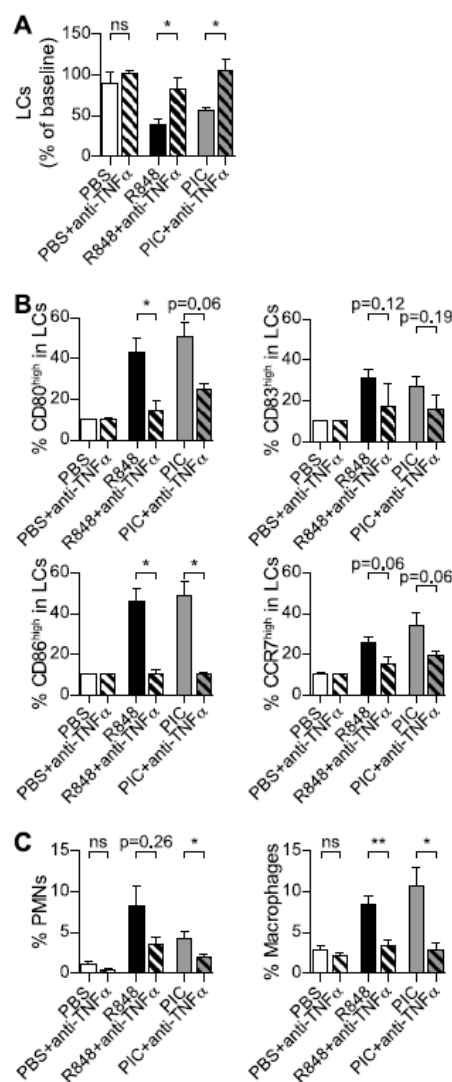 A
LCs
(% of baseline)
150
100
50
0
ns
*
*
PBS
PBS+anti-TNFα
R848
R848+anti-TNFα
PIC
PIC+anti-TNFα
B
% CD80high in LCs
60
40
20
0
*
p=0.06
PBS
PBS+anti-TNFα
R848
R848+anti-TNFα
PIC
PIC+anti-TNFα
% CD83high in LCs
60
40
20
0
p=0.12
p=0.19
PBS
PBS+anti-TNFα
R848
R848+anti-TNFα
PIC
PIC+anti-TNFα
% CD86high in LCs
60
40
20
0
*
*
PBS
PBS+anti-TNFα
R848
R848+anti-TNFα
PIC
PIC+anti-TNFα
% CCR7high in LCs
60
40
20
0
p=0.06
p=0.06
PBS
PBS+anti-TNFα
R848
R848+anti-TNFα
PIC
PIC+anti-TNFα
C
% PMNs
15
10
5
0
ns
p=0.26
*
PBS
PBS+anti-TNFα
R848
R848+anti-TNFα
PIC
PIC+anti-TNFα
% Macrophages
15
10
5
0
ns
**
*
PBS
PBS+anti-TNFα
R848
R848+anti-TNFα
PIC
PIC+anti-TNFα